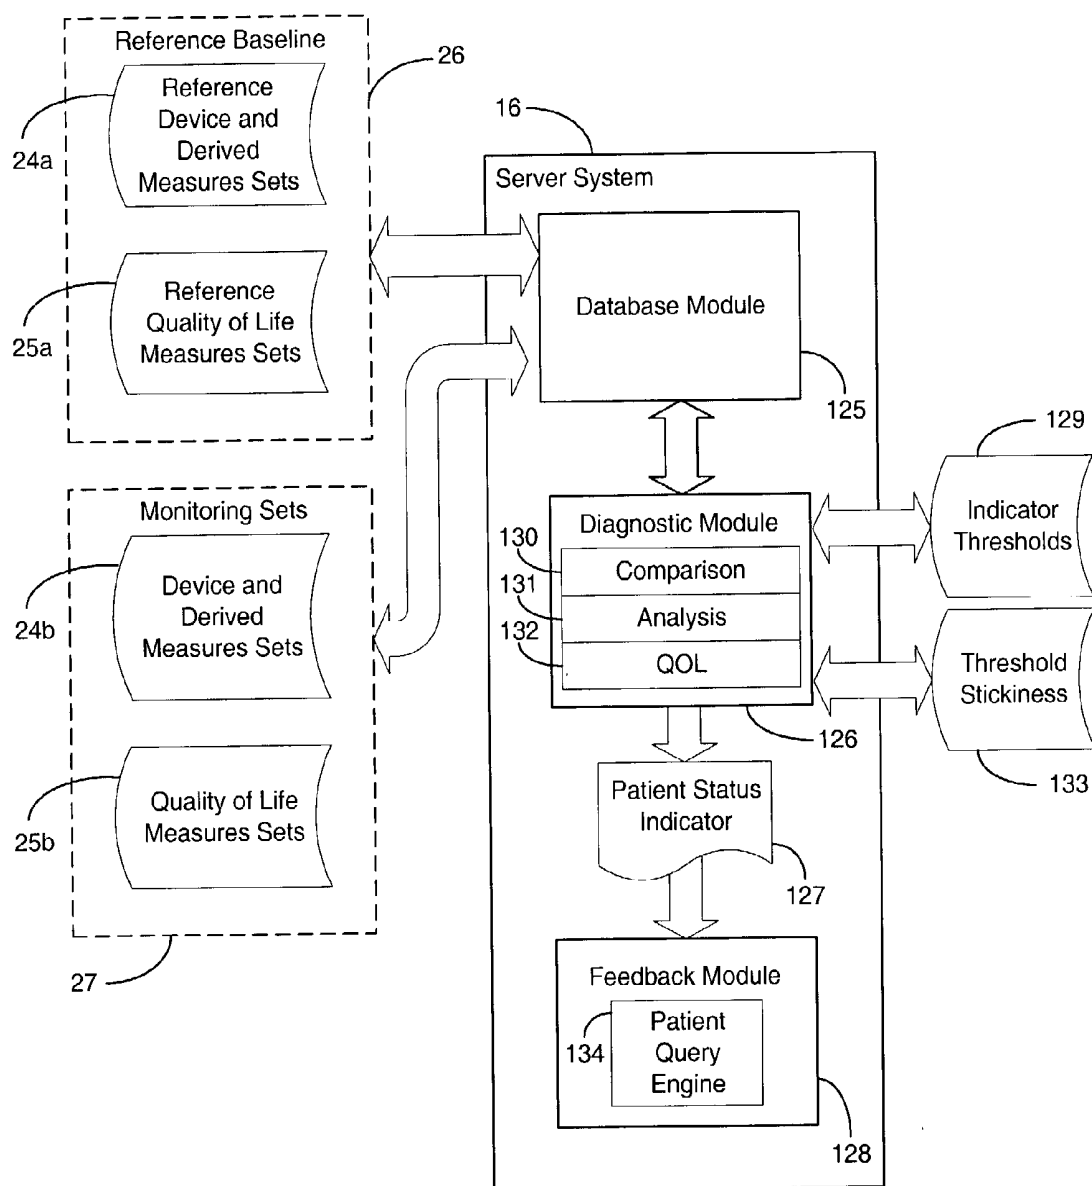 Reference Baseline
26
Reference
Device and
Derived
Measures Sets
24a
Reference
Quality of Life
Measures Sets
25a
16
Server System
Database Module
125
Monitoring Sets
Device and
Derived
Measures Sets
24b
Quality of Life
Measures Sets
25b
27
Diagnostic Module
130
Comparison
131
Analysis
132
QOL
126
129
Indicator
Thresholds
Threshold
Stickiness
133
Patient Status
Indicator
127
Feedback Module
134
Patient
Query
Engine
128